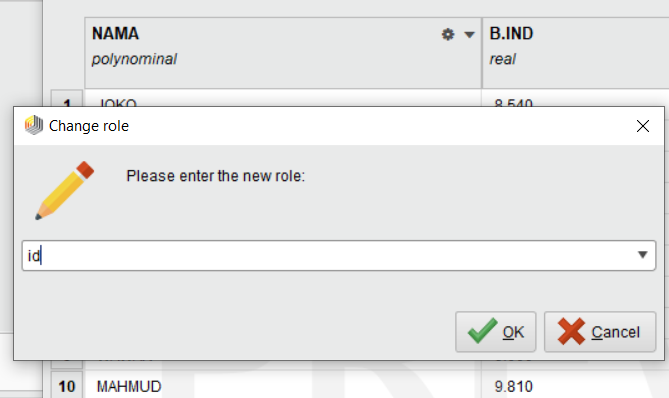 NAMA B.IND
polynominal real
1 JOKO 8.540
Change role
Please enter the new role:
id
OK Cancel
10 MAHMUD 9.810